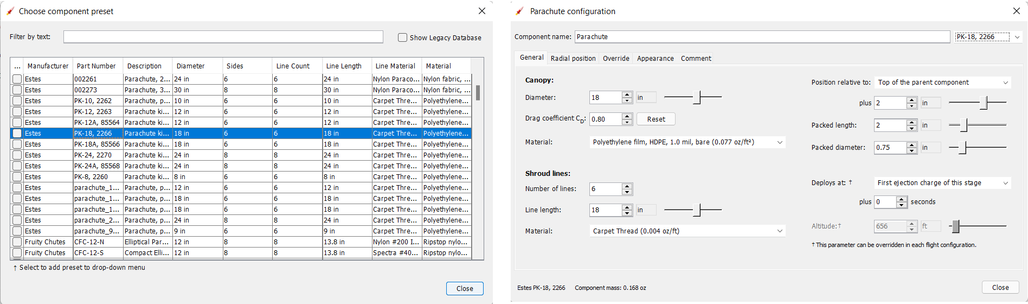 Choose component preset
Filter by text:
Show Legacy Database
... Manufacturer Part Number Description Diameter Sides Line Count Line Length Line Material Material
Estes 002261 Parachute, 2... 24 in 6 6 24 in Nylon Paraco... Nylon fabric, ...
Estes 002273 Parachute, 3... 30 in 8 8 30 in Nylon Paraco... Nylon fabric, ...
Estes PK-10, 2262 Parachute ki... 10 in 6 6 10 in Carpet Thre... Polyethylene...
Estes PK-12, 2263 Parachute ki... 12 in 6 6 12 in Carpet Thre... Polyethylene...
Estes PK-12A, 85564 Parachute ki... 12 in 6 6 12 in Carpet Thre... Polyethylene...
Estes PK-18, 2266 Parachute ki... 18 in 6 6 18 in Carpet Thre... Polyethylene...
Estes PK-18A, 85566 Parachute ki... 18 in 6 6 18 in Carpet Thre... Polyethylene...
Estes PK-24, 2270 Parachute ki... 24 in 8 8 24 in Carpet Thre... Polyethylene...
Estes PK-24A, 85568 Parachute ki... 24 in 8 8 24 in Carpet Thre... Polyethylene...
Estes PK-8, 2260 Parachute ki... 8 in 6 6 8 in Carpet Thre... Polyethylene...
Estes parachute_1... Parachute, p... 12 in 6 6 12 in Carpet Thre... Polyethylene...
Estes parachute_1... Parachute, p... 18 in 6 6 18 in Carpet Thre... Polyethylene...
Estes parachute_1... Parachute, p... 18 in 6 6 18 in Carpet Thre... Polyethylene...
Estes parachute_2... Parachute, p... 24 in 8 8 24 in Carpet Thre... Polyethylene...
Estes parachute_9... Parachute, p... 9 in 6 6 9 in Carpet Thre... Polyethylene...
Fruity Chutes CFC-12-N Elliptical Par... 12 in 8 8 13.8 in Nylon #200 I... Ripstop nylo...
Fruity Chutes CFC-12-S Compact Elli... 12 in 8 8 13.8 in Spectra #40... Ripstop nylo...
↑ Select to add preset to drop-down menu
Close
Parachute configuration
Component name: Parachute PK-18, 2266
General Radial position Override Appearance Comment
Canopy:
Diameter: 18 in
Drag coefficient CD: 0.80 Reset
Material: Polyethylene film, HDPE, 1.0 mil, bare (0.077 oz/ft²)
Shroud lines:
Number of lines: 6
Line length: 18 in
Material: Carpet Thread (0.004 oz/ft)
Position relative to: Top of the parent component
plus 2 in
Packed length: 2 in
Packed diameter: 0.75 in
Deploys at: ↑ First ejection charge of this stage
plus 0 seconds
Altitude:↑ 656 ft
↑ This parameter can be overridden in each flight configuration.
Estes PK-18, 2266 Component mass: 0.168 oz
Close